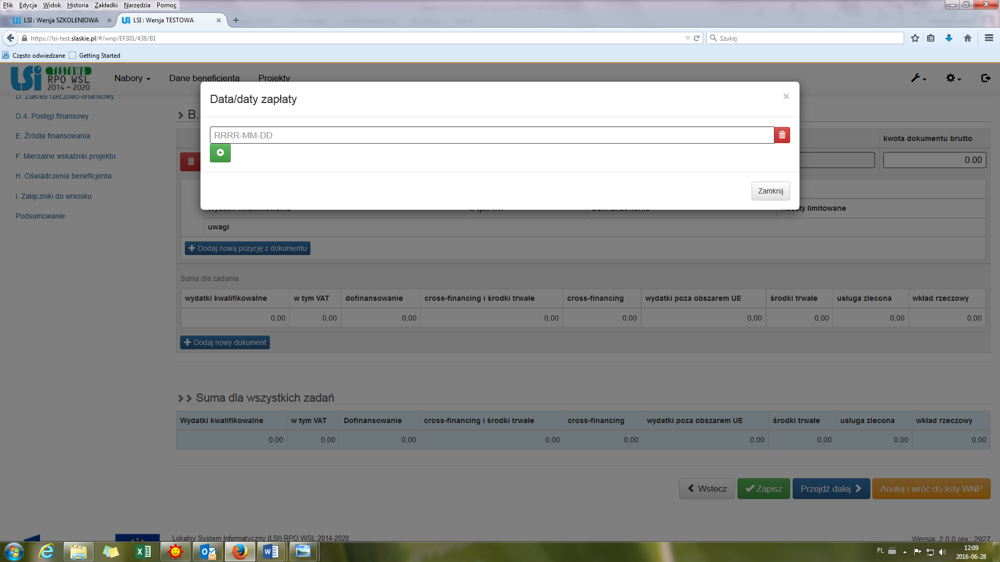 Plik Edycja Widok Historia Zakładki Narzędzia Pomoc
LSI : Wersja SZKOLENIOWA
LSI : Wersja TESTOWA
https://lsi-test.slaskie.pl/#/wnp/EFS01/438/B1
Szukaj
Często odwiedzane Getting Started
LSI TESTOWA
RPO WSL
2014 - 2020
Nabory Dane beneficjenta Projekty
Data/daty zapłaty
×
RRRR-MM-DD
Zamknij
D. Zakres rzeczowo-finansowy
D.4. Postęp finansowy
E. Źródła finansowania
F. Mierzalne wskaźniki projektu
H. Oświadczenia beneficjenta
I. Załączniki do wniosku
Podsumowanie
B.
kwota dokumentu brutto
0.00
Wydatki kwalifikowalne w tym VAT Dofinansowanie Koszty limitowane
uwagi
Dodaj nową pozycję z dokumentu
Suma dla zadania
wydatki kwalifikowalne w tym VAT dofinansowanie cross-financing i środki trwałe cross-financing wydatki poza obszarem UE środki trwałe usługa zlecona wkład rzeczowy
0,00 0,00 0,00 0,00 0,00 0,00 0,00 0,00 0,00
Dodaj nowy dokument
Suma dla wszystkich zadań
Wydatki kwalifikowalne w tym VAT Dofinansowanie cross-financing i środki trwałe cross-financing wydatki poza obszarem UE środki trwałe usługa zlecona wkład rzeczowy
0,00 0,00 0,00 0,00 0,00 0,00 0,00 0,00 0,00
Wstecz Zapisz Przejdź dalej Anuluj i wróć do listy WNP
Lokalny System Informatyczny (LSI) RPO WSL 2014-2020
Wersja: 2.0.0 rev.: 2927
PL
12:09
2016-06-28